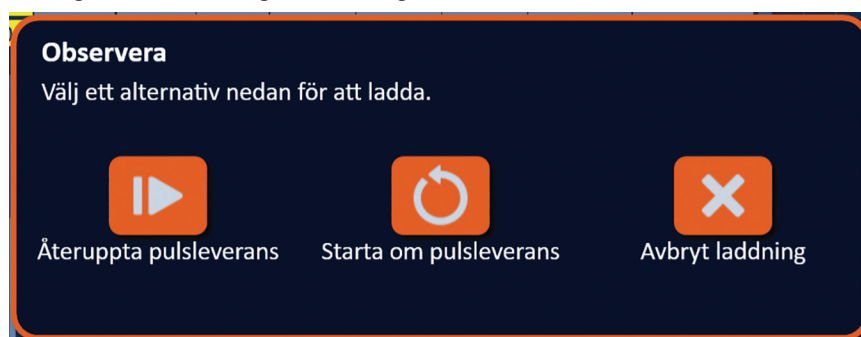 Observera
Välj ett alternativ nedan för att ladda.
Återuppta pulsleverans
Starta om pulsleverans
Avbryt laddning